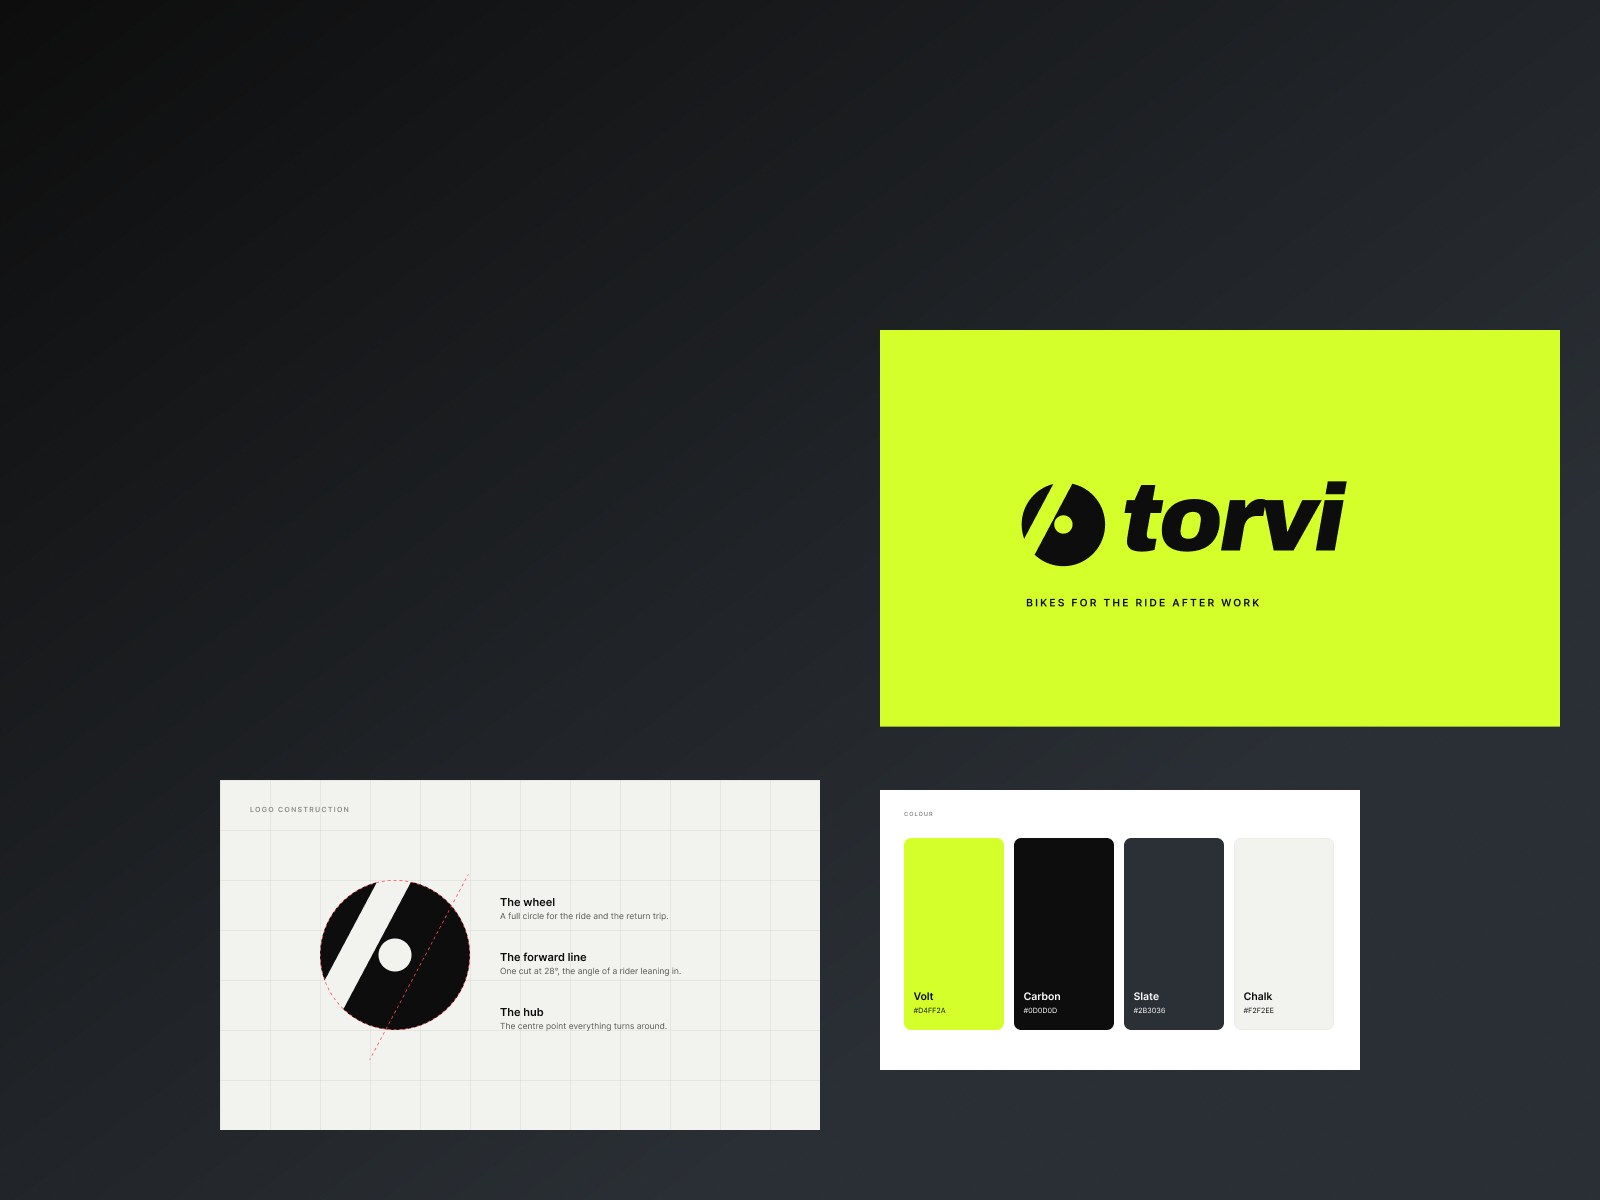 torvi
BIKES FOR THE RIDE AFTER WORK
LOGO CONSTRUCTION
The wheel
A full circle for the ride and the return trip.
The forward line
One cut at 28°, the angle of a rider leaning in.
The hub
The centre point everything turns around.
COLOUR
Volt
#D4FF2A
Carbon
#0D0D0D
Slate
#2B3036
Chalk
#F2F2EE